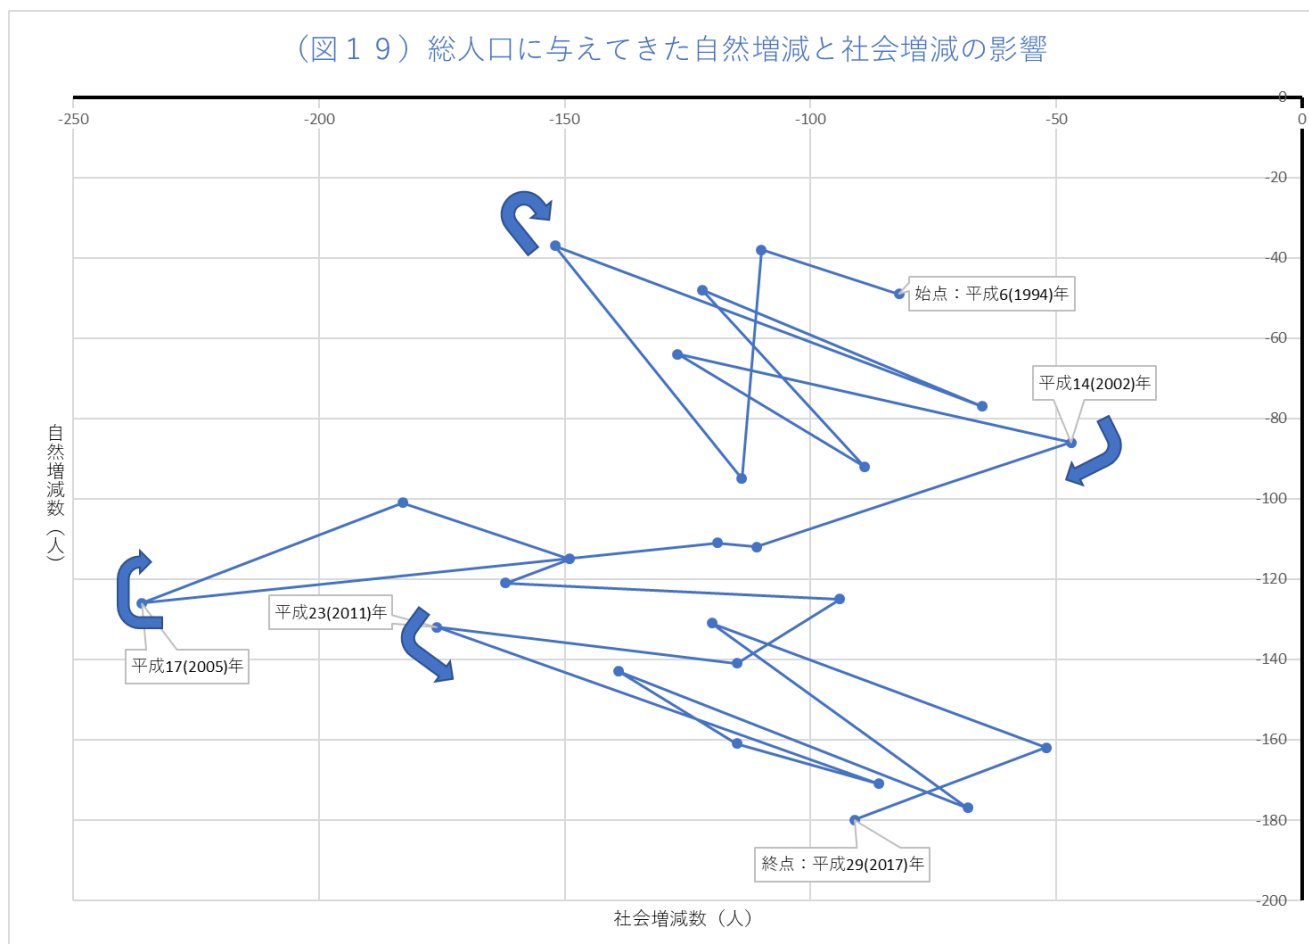 （図１９）総人口に与えてきた自然増減と社会増減の影響
0
-250
-200
-150
-100
-50
0
-20
-40
始点：平成6(1994)年
-60
平成14(2002)年
-80
自然増減数（人）
-100
-120
平成23(2011)年
平成17(2005)年
-140
-160
-180
終点：平成29(2017)年
-200
社会増減数（人）